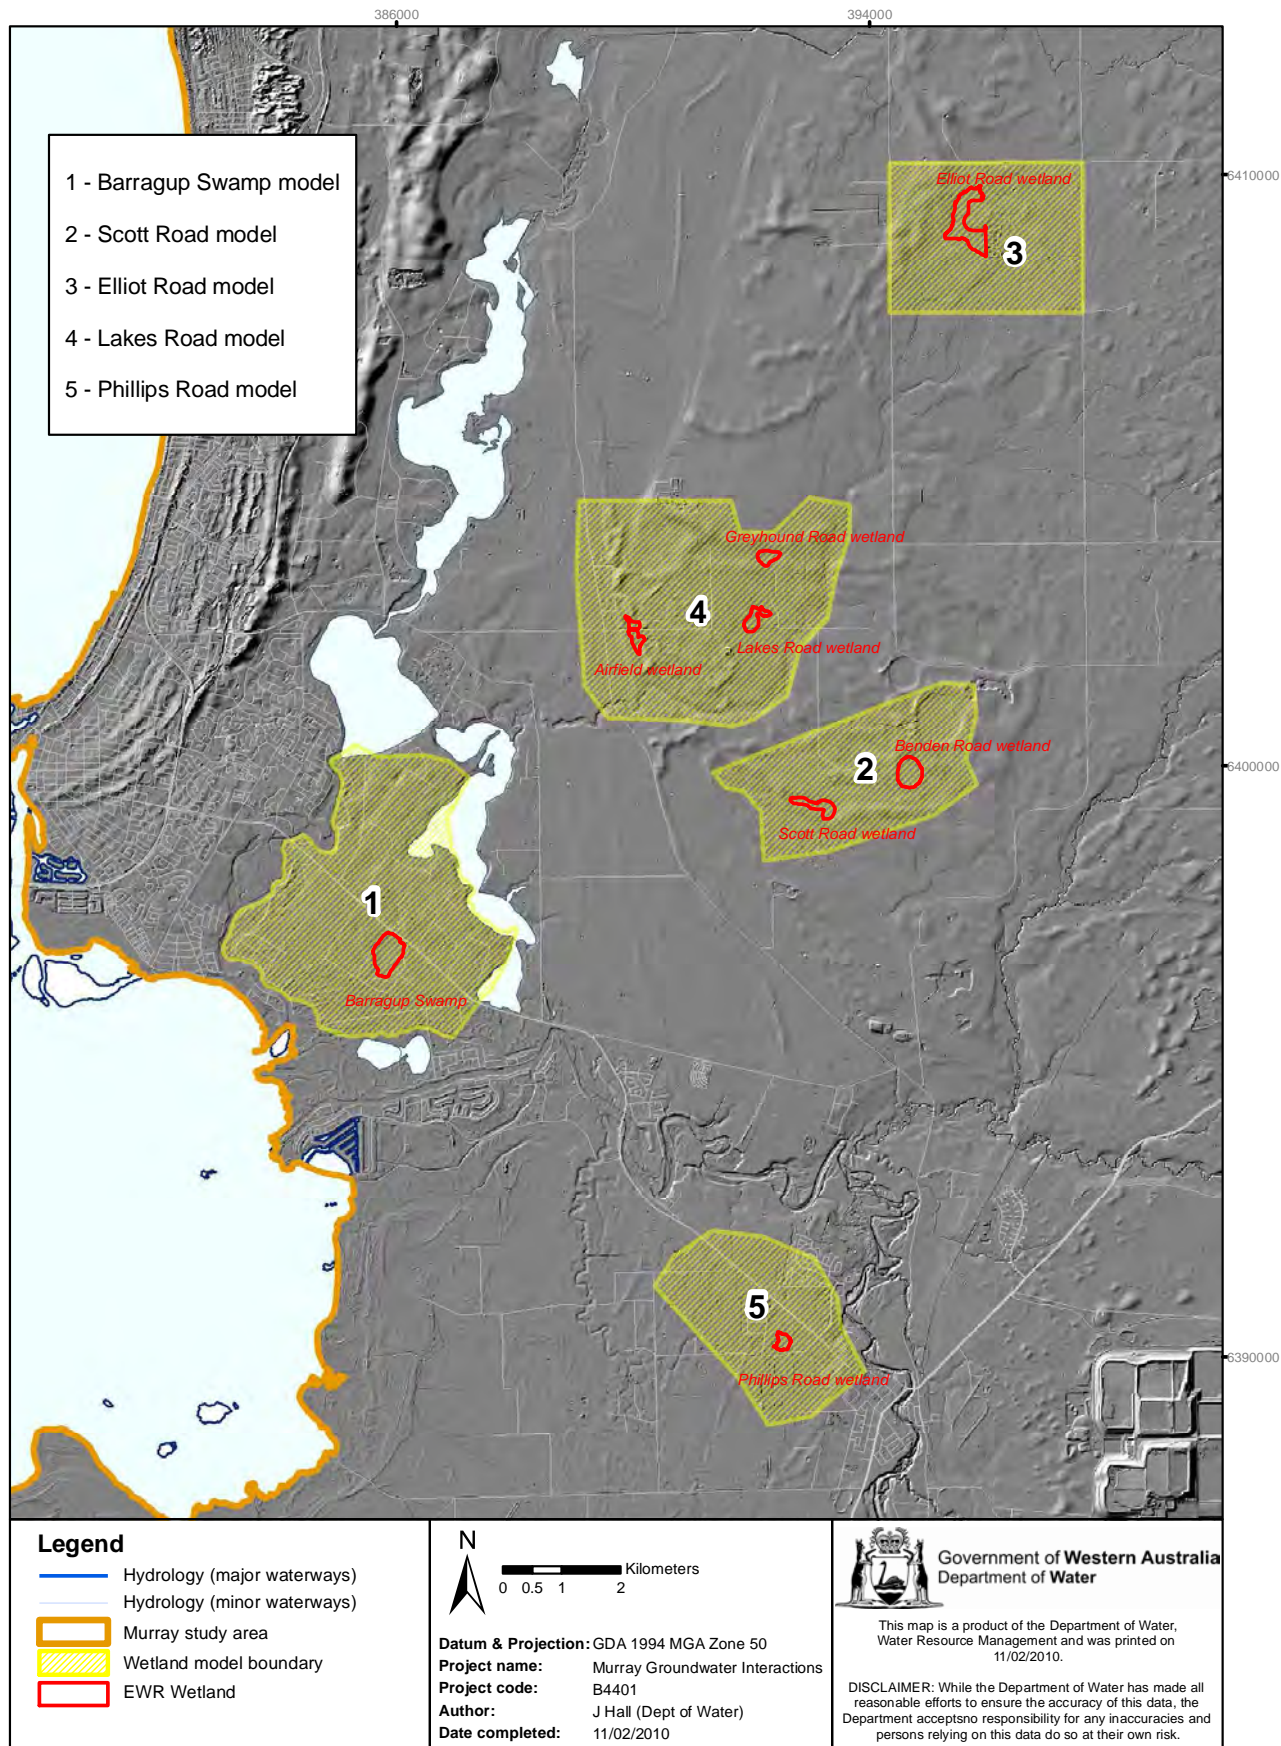 386000
394000
1 - Barragup Swamp model
2 - Scott Road model
3 - Elliot Road model
4 - Lakes Road model
5 - Phillips Road model
6410000
Elliot Road wetland
3
Greyhound Road wetland
4
Lakes Road wetland
Airfield wetland
Benden Road wetland
2
6400000
Scott Road wetland
1
Barragup Swamp
5
6390000
Phillips Road wetland
Legend
Hydrology (major waterways)
Hydrology (minor waterways)
Murray study area
Wetland model boundary
EWR Wetland
N
Kilometers
0 0.5 1 2
Datum & Projection: GDA 1994 MGA Zone 50
Project name: Murray Groundwater Interactions
Project code: B4401
Author: J Hall (Dept of Water)
Date completed: 11/02/2010
Government of Western Australia
Department of Water
This map is a product of the Department of Water,
Water Resource Management and was printed on
11/02/2010.
DISCLAIMER: While the Department of Water has made all
reasonable efforts to ensure the accuracy of this data, the
Department acceptsno responsibility for any inaccuracies and
persons relying on this data do so at their own risk.